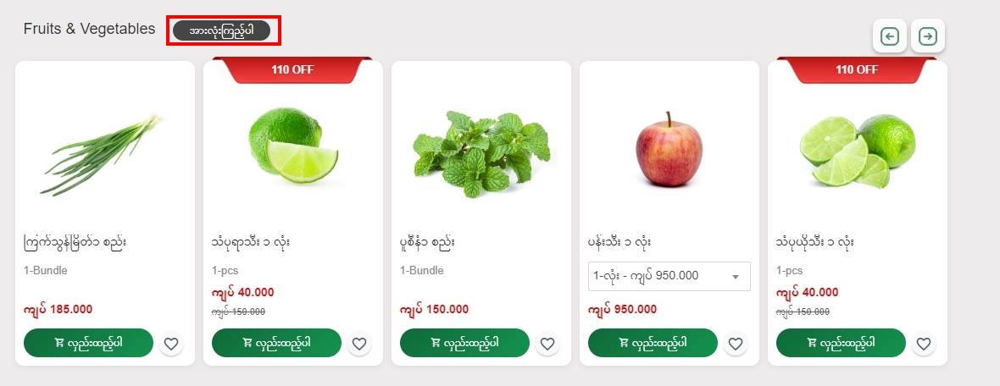 Fruits & Vegetables
အားလုံးကြည့်ပါ
110 OFF
110 OFF
ကြက်သွန်မြိတ်၁ စည်း
1-Bundle
ကျပ် 185.000
လှည်းထည့်ပါ
သံပုရာသီး ၁ လုံး
1-pcs
ကျပ် 40.000
ကျပ် 150.000
လှည်းထည့်ပါ
ပူစီနံ၁ စည်း
1-Bundle
ကျပ် 150.000
လှည်းထည့်ပါ
ပန်းသီး ၁ လုံး
1-လုံး - ကျပ် 950.000
ကျပ် 950.000
လှည်းထည့်ပါ
သံပုယိုသီး ၁ လုံး
1-pcs
ကျပ် 40.000
ကျပ် 150.000
လှည်းထည့်ပါ